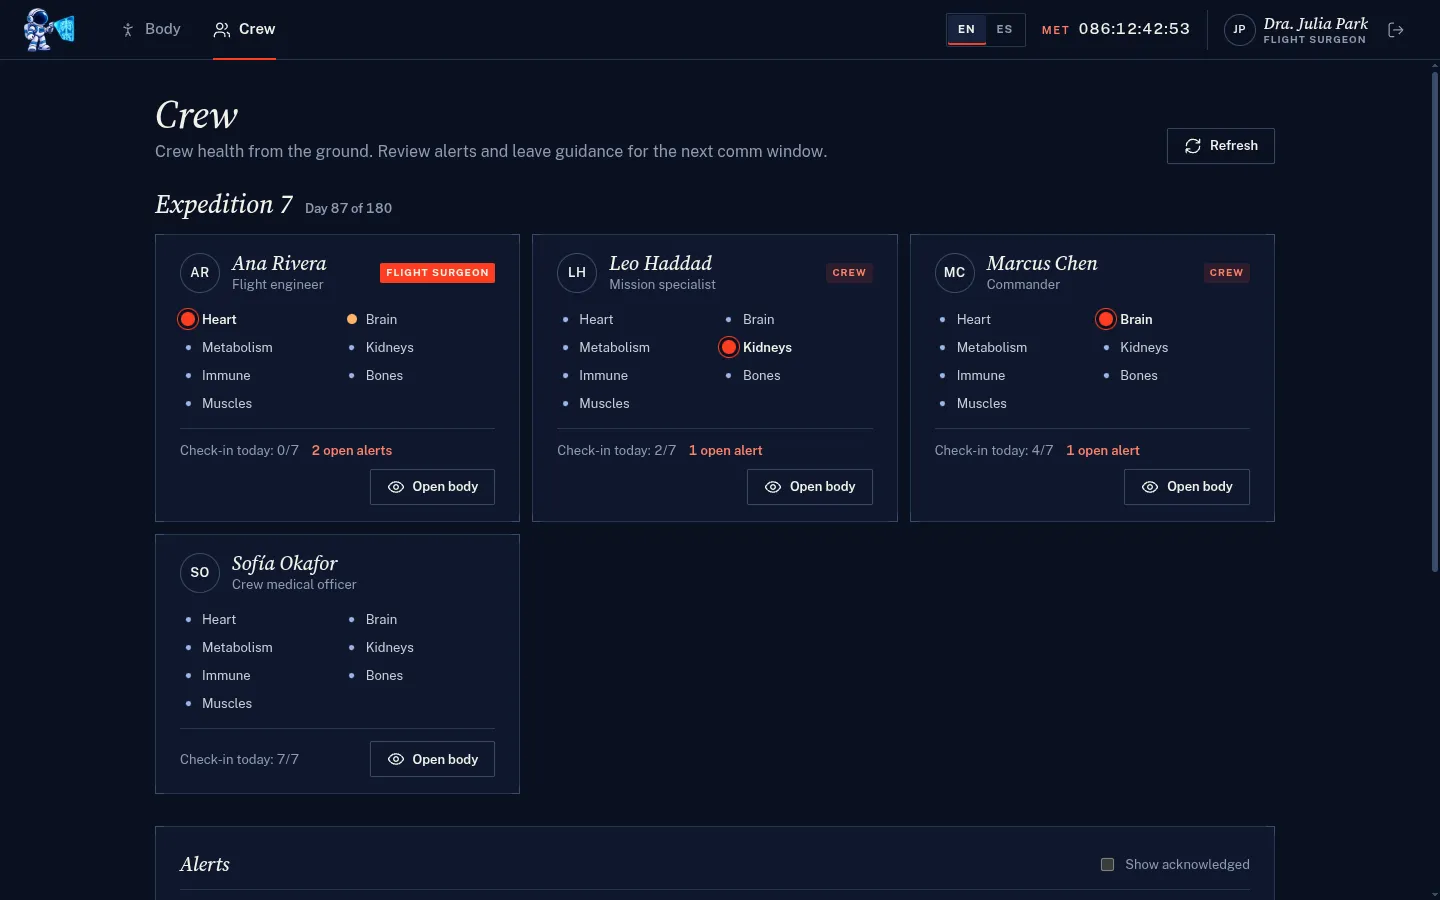 Body
Crew
EN ES
MET 086:12:42:53
JP
Dra. Julia Park
FLIGHT SURGEON
Crew
Crew health from the ground. Review alerts and leave guidance for the next comm window.
Refresh
Expedition 7 Day 87 of 180
AR
Ana Rivera
Flight engineer
FLIGHT SURGEON
Heart Brain
Metabolism Kidneys
Immune Bones
Muscles
Check-in today: 0/7 2 open alerts
Open body
LH
Leo Haddad
Mission specialist
CREW
Heart Brain
Metabolism Kidneys
Immune Bones
Muscles
Check-in today: 2/7 1 open alert
Open body
MC
Marcus Chen
Commander
CREW
Heart Brain
Metabolism Kidneys
Immune Bones
Muscles
Check-in today: 4/7 1 open alert
Open body
SO
Sofía Okafor
Crew medical officer
Heart Brain
Metabolism Kidneys
Immune Bones
Muscles
Check-in today: 7/7
Open body
Alerts
Show acknowledged